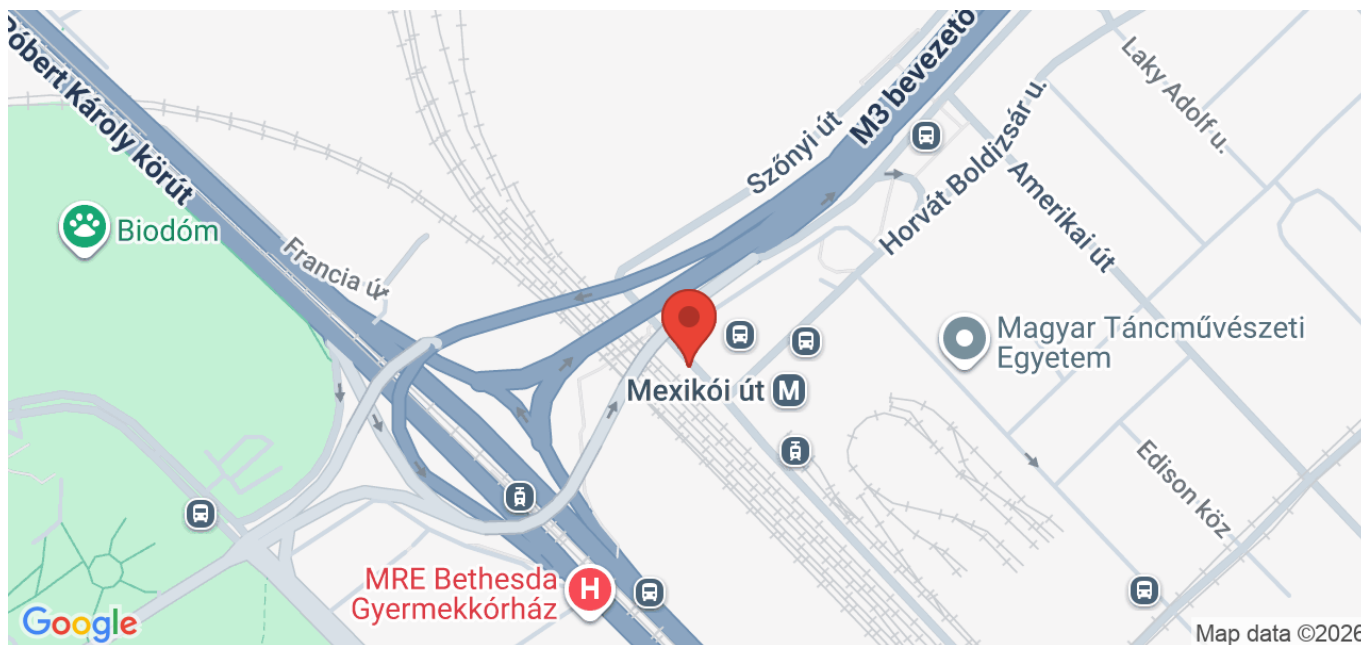 Róbert Károly körút
M3 bevezető
Laky Adolf u.
Szőnyi út
Horvát Boldizsár u.
Amerikai út
Biodóm
Francia út
Magyar Táncművészeti
Egyetem
Mexikói út M
Edison köz
MRE Bethesda
Gyermekkórház
H
Google
Map data ©2026